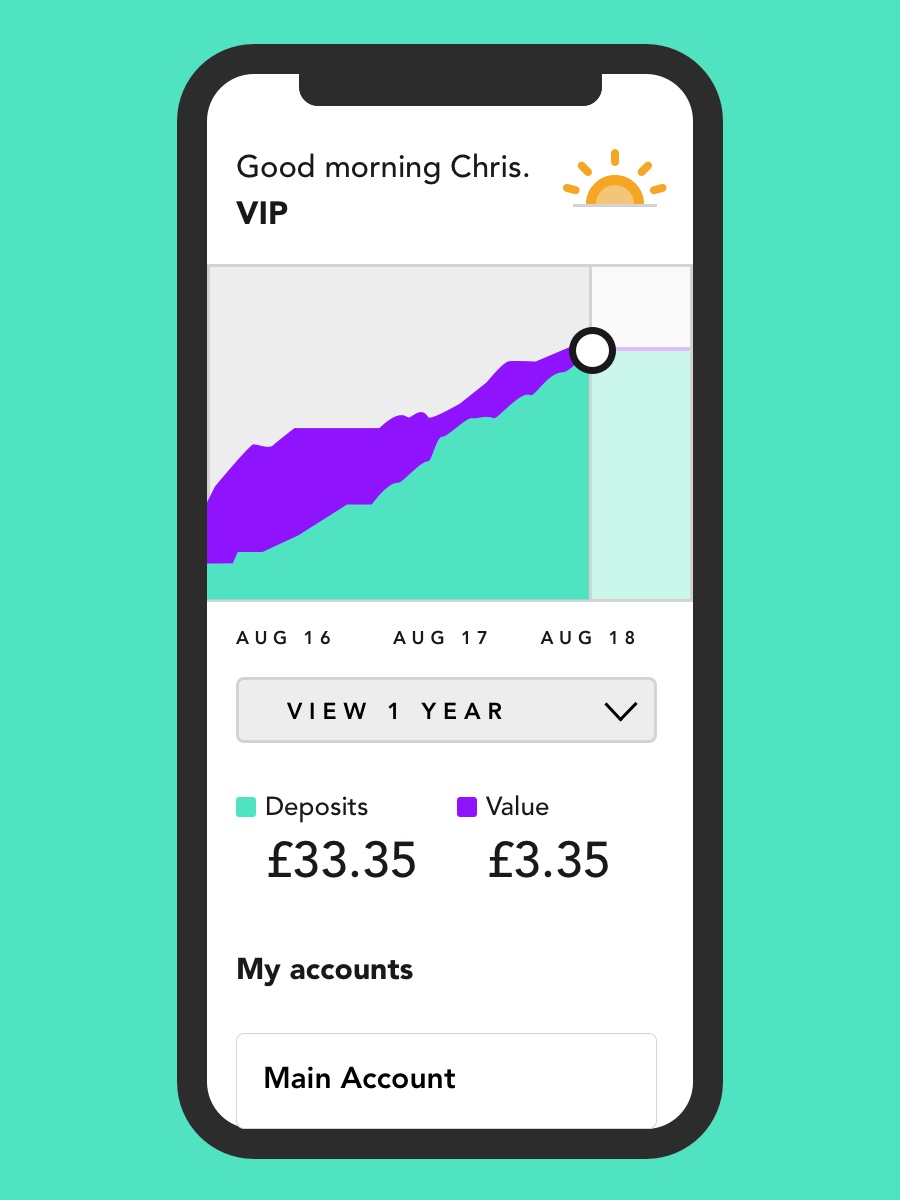 Good morning Chris.
VIP
AUG 16 AUG 17 AUG 18
VIEW 1 YEAR
Deposits Value
£33.35 £3.35
My accounts
Main Account